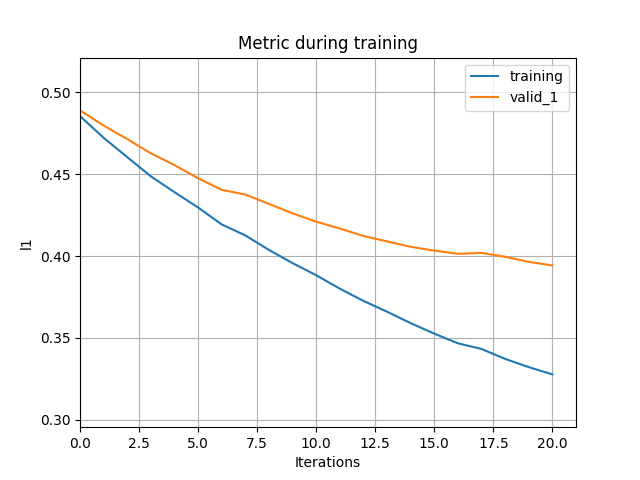 Metric during training
training
valid_1
0.50
0.45
0.40
0.35
0.30
l1
0.0 2.5 5.0 7.5 10.0 12.5 15.0 17.5 20.0
Iterations